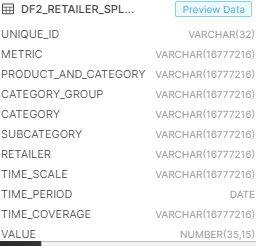 DF2_RETAILER_SPL... Preview Data
UNIQUE_ID VARCHAR(32)
METRIC VARCHAR(16777216)
PRODUCT_AND_CATEGORY VARCHAR(16777216)
CATEGORY_GROUP VARCHAR(16777216)
CATEGORY VARCHAR(16777216)
SUBCATEGORY VARCHAR(16777216)
RETAILER VARCHAR(16777216)
TIME_SCALE VARCHAR(16777216)
TIME_PERIOD DATE
TIME_COVERAGE VARCHAR(16777216)
VALUE NUMBER(35,15)